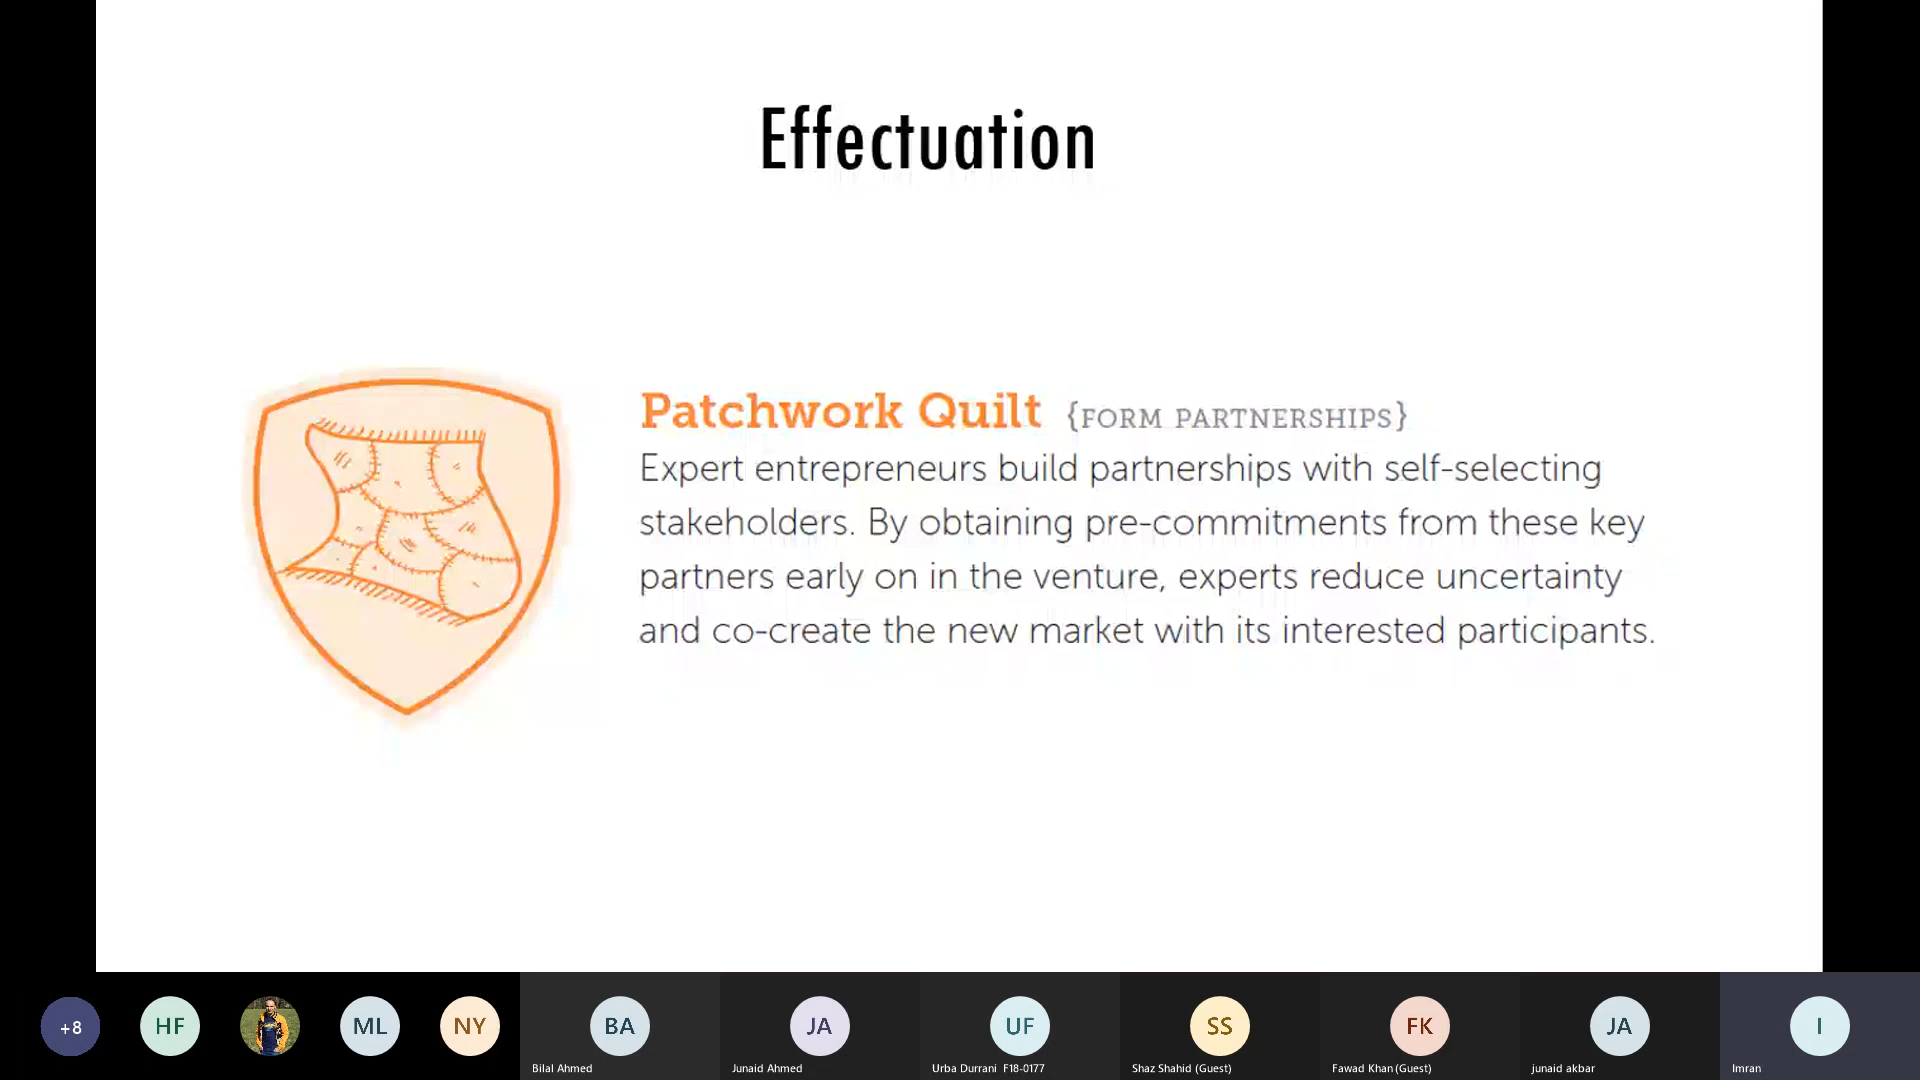 Effectuation
Patchwork Quilt {FORM PARTNERSHIPS}
Expert entrepreneurs build partnerships with self-selecting
stakeholders. By obtaining pre-commitments from these key
partners early on in the venture, experts reduce uncertainty
and co-create the new market with its interested participants.
+8 HF ML NY BA JA UF SS FK JA I
Bilal Ahmed Junaid Ahmed Urba Durrani F18-0177 Shaz Shahid (Guest) Fawad Khan (Guest) junaid akbar Imran